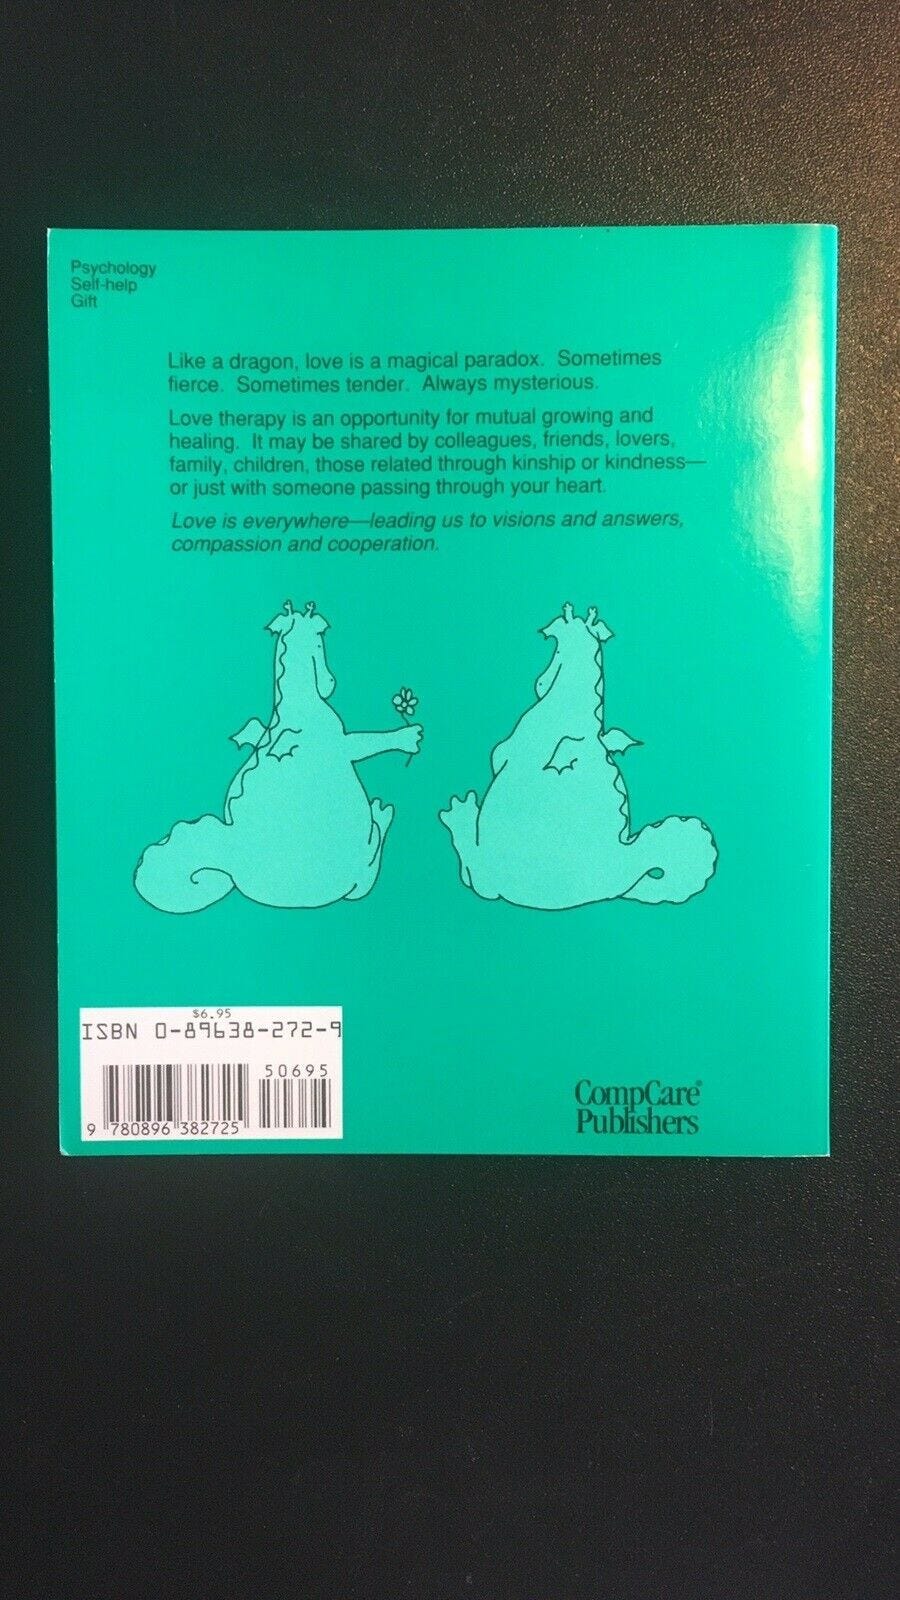 Psychology
Self-help
Gift
Like a dragon, love is a magical paradox. Sometimes
fierce. Sometimes tender. Always mysterious.
Love therapy is an opportunity for mutual growing and
healing. It may be shared by colleagues, friends, lovers,
family, children, those related through kinship or kindness—
or just with someone passing through your heart.
Love is everywhere—leading us to visions and answers,
compassion and cooperation.
$6.95
ISBN 0-89638-272-9
50695
9 780896 382725
CompCare®
Publishers